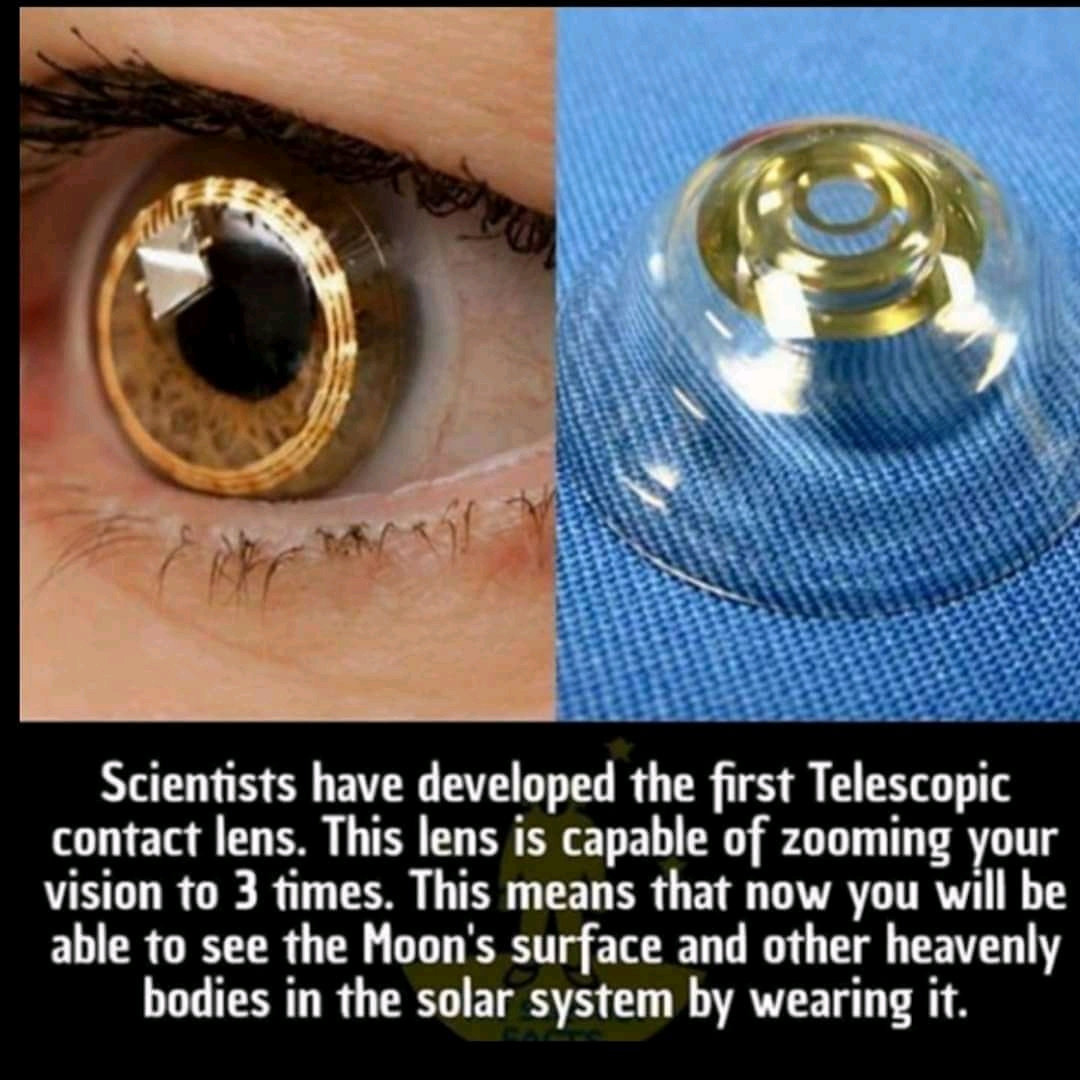 Scientists have developed the first Telescopic
contact lens. This lens is capable of zooming your
vision to 3 times. This means that now you will be
able to see the Moon's surface and other heavenly
bodies in the solar system by wearing it.
FACTS